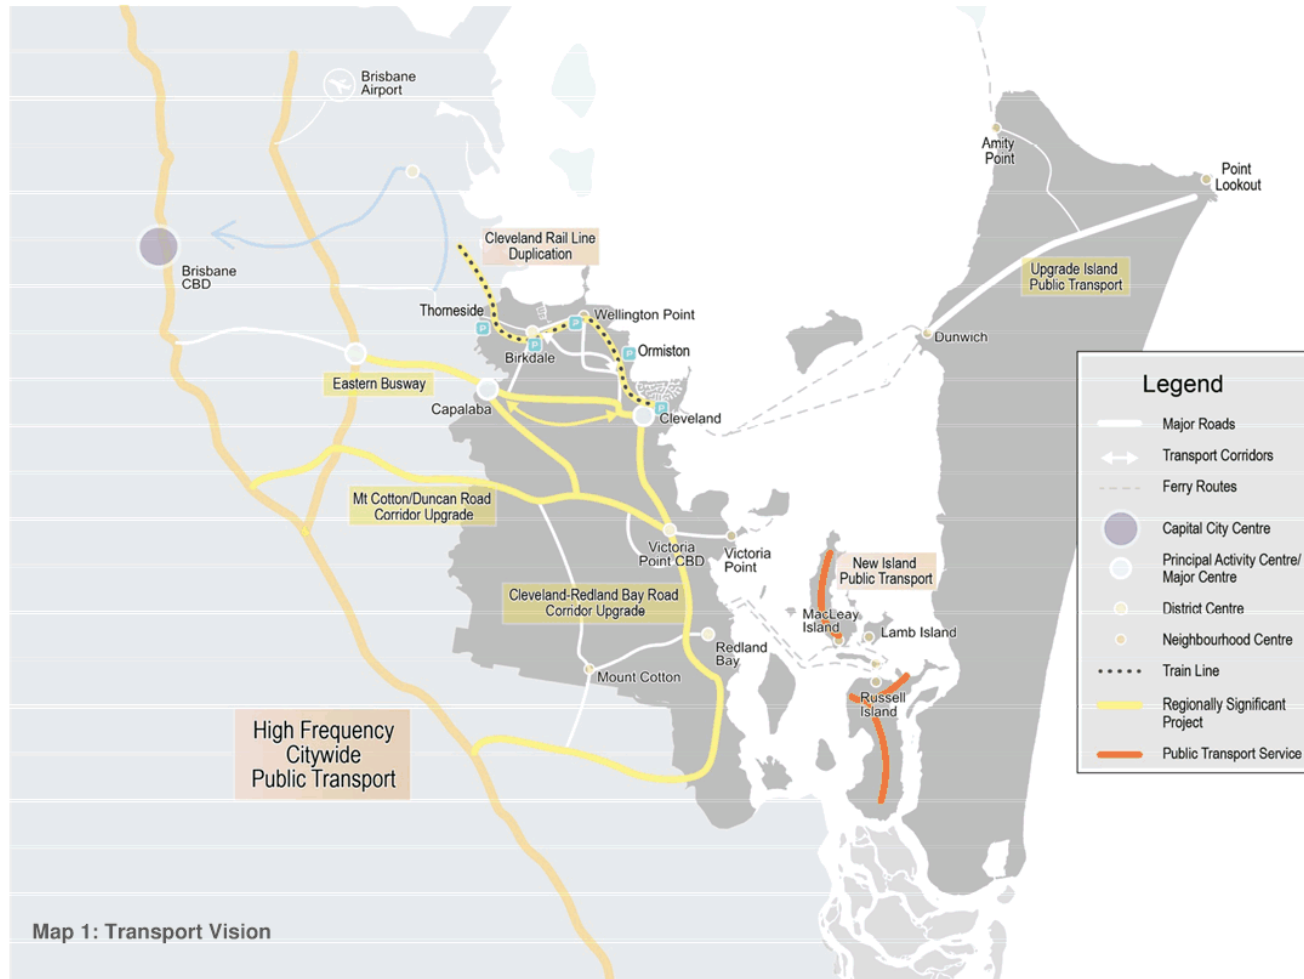 Brisbane
Airport
Amity
Point
Point
Lookout
Cleveland Rail Line
Duplication
Brisbane
CBD
Upgrade Island
Public Transport
Thorneside
P
P
Wellington Point
Dunwich
P
Birkdale
P
Ormiston
Eastern Busway
Capalaba
P
Cleveland
Mt Cotton/Duncan Road
Corridor Upgrade
Victoria
Point CBD
Victoria
Point
New Island
Public Transport
Cleveland-Redland Bay Road
Corridor Upgrade
MacLeay
Island
Lamb Island
Redland
Bay
Mount Cotton
Russell
Island
High Frequency
Citywide
Public Transport
Legend
Major Roads
Transport Corridors
Ferry Routes
Capital City Centre
Principal Activity Centre/
Major Centre
District Centre
Neighbourhood Centre
Train Line
Regionally Significant
Project
Public Transport Service
Map 1: Transport Vision